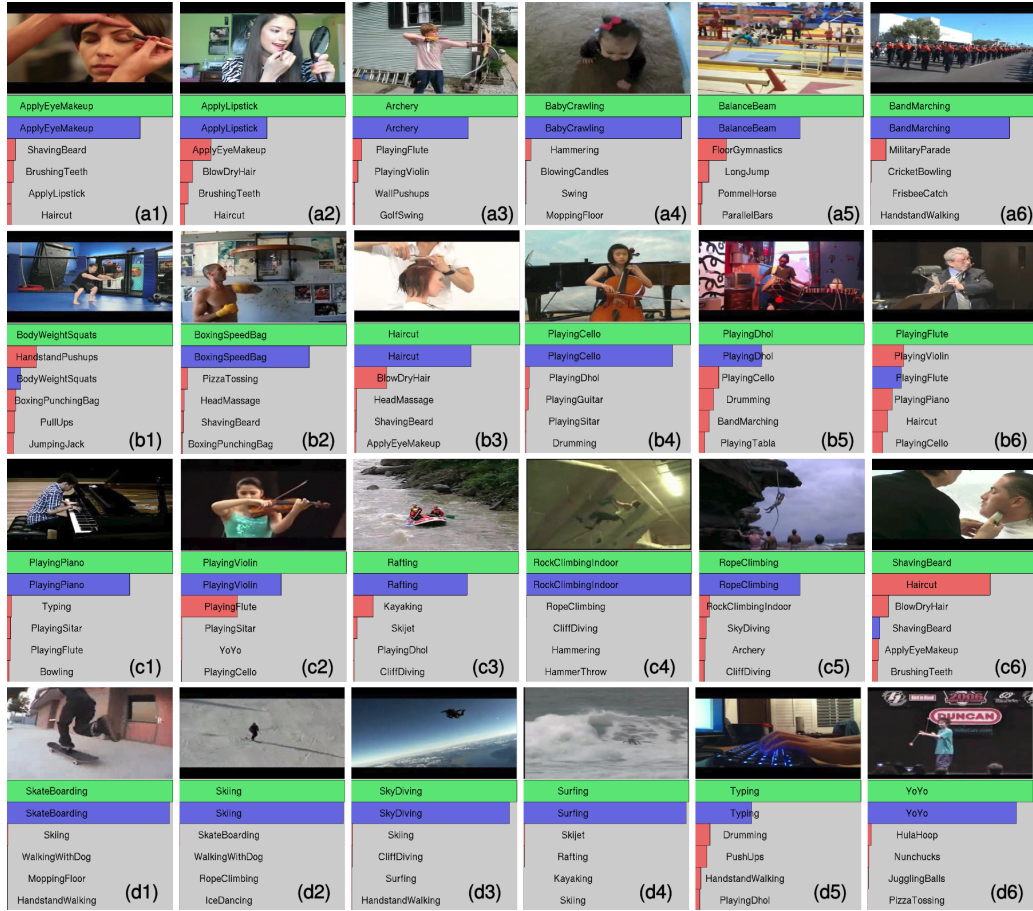 ApplyEyeMakeup
ApplyEyeMakeup
ShavingBeard
BrushingTeeth
ApplyLipstick
Haircut
(a1)
ApplyLipstick
ApplyLipstick
ApplyEyeMakeup
BlowDryHair
BrushingTeeth
Haircut
(a2)
Archery
Archery
PlayingFlute
PlayingViolin
WallPushups
GolfSwing
(a3)
BabyCrawling
BabyCrawling
Hammering
BlowingCandles
Swing
MoppingFloor
(a4)
BalanceBeam
BalanceBeam
FloorGymnastics
LongJump
PommelHorse
ParallelBars
(a5)
BandMarching
BandMarching
MilitaryParade
CricketBowling
FrisbeeCatch
HandstandWalking
(a6)
BodyWeightSquats
HandstandPushups
BodyWeightSquats
BoxingPunchingBag
PullUps
JumpingJack
(b1)
BoxingSpeedBag
BoxingSpeedBag
PizzaTossing
HeadMassage
ShavingBeard
BoxingPunchingBag
(b2)
Haircut
Haircut
BlowDryHair
HeadMassage
ShavingBeard
ApplyEyeMakeup
(b3)
PlayingCello
PlayingCello
PlayingDhol
PlayingGuitar
PlayingSitar
Drumming
(b4)
PlayingDhol
PlayingDhol
PlayingCello
Drumming
BandMarching
PlayingTabla
(b5)
PlayingFlute
PlayingViolin
PlayingFlute
PlayingPiano
Haircut
PlayingCello
(b6)
PlayingPiano
PlayingPiano
Typing
PlayingSitar
PlayingFlute
Bowling
(c1)
PlayingViolin
PlayingViolin
PlayingFlute
PlayingSitar
YoYo
PlayingCello
(c2)
Rafting
Rafting
Kayaking
Skijet
PlayingDhol
CliffDiving
(c3)
RockClimbingIndoor
RockClimbingIndoor
RopeClimbing
CliffDiving
Hammering
HammerThrow
(c4)
RopeClimbing
RopeClimbing
RockClimbingIndoor
SkyDiving
Archery
CliffDiving
(c5)
ShavingBeard
Haircut
BlowDryHair
ShavingBeard
ApplyEyeMakeup
BrushingTeeth
(c6)
SkateBoarding
SkateBoarding
Skiing
WalkingWithDog
MoppingFloor
HandstandWalking
(d1)
Skiing
Skiing
SkateBoarding
WalkingWithDog
RopeClimbing
IceDancing
(d2)
SkyDiving
SkyDiving
Skiing
CliffDiving
Surfing
HandstandWalking
(d3)
Surfing
Surfing
Skijet
Rafting
Kayaking
Skiing
(d4)
Typing
Typing
Drumming
PushUps
HandstandWalking
PlayingDhol
(d5)
2006
DUNCAN
YoYo
YoYo
HulaHoop
Nunchucks
JugglingBalls
PizzaTossing
(d6)